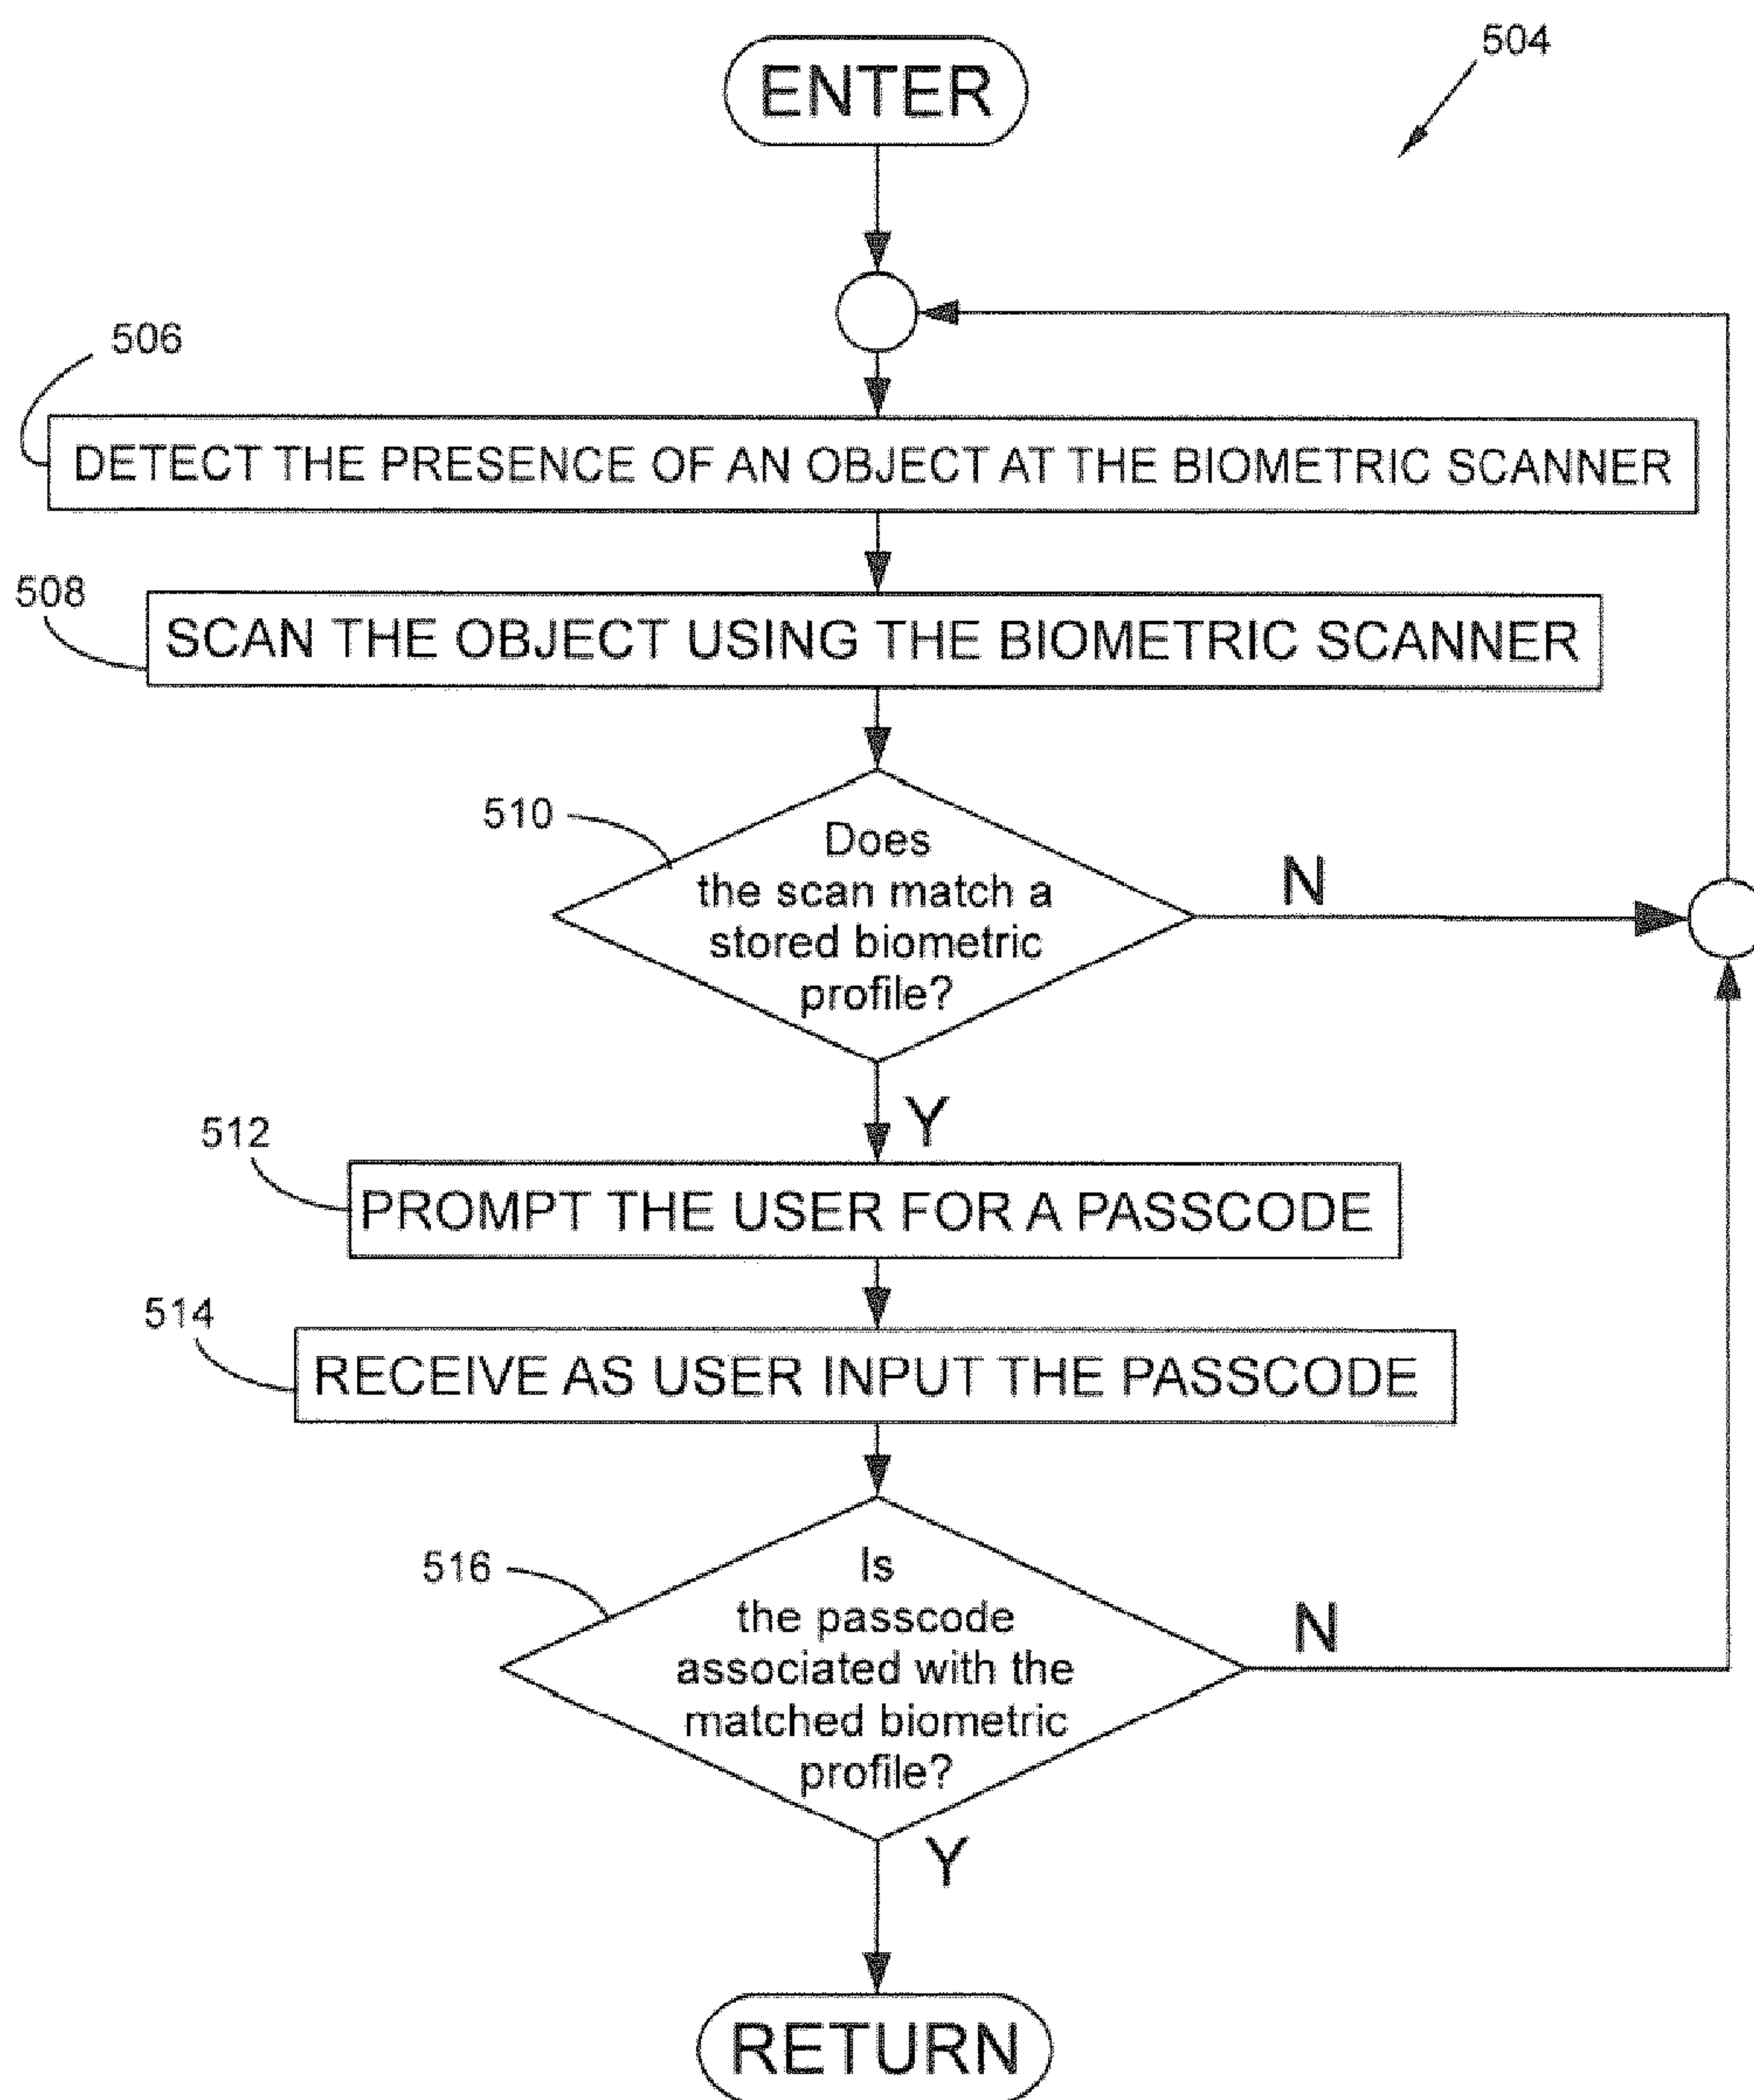 504
ENTER
506
DETECT THE PRESENCE OF AN OBJECT AT THE BIOMETRIC SCANNER
508
SCAN THE OBJECT USING THE BIOMETRIC SCANNER
510
Does
the scan match a
stored biometric
profile?
N
Y
512
PROMPT THE USER FOR A PASSCODE
514
RECEIVE AS USER INPUT THE PASSCODE
516
Is
the passcode
associated with the
matched biometric
profile?
N
Y
RETURN